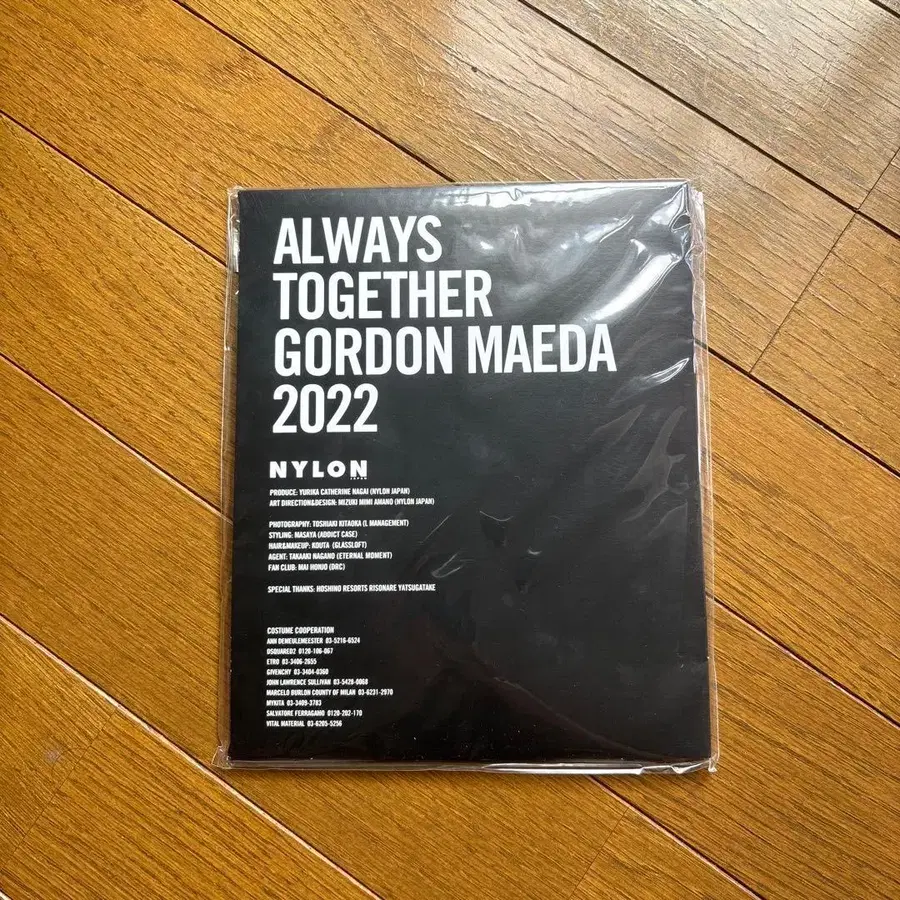 ALWAYS
TOGETHER
GORDON MAEDA
2022
NYLON
JAPAN
PRODUCE: YURIKA CATHERINE NAGAI (NYLON JAPAN)
ART DIRECTION&DESIGN: MIZUKI MIMI AMANO (NYLON JAPAN)
PHOTOGRAPHY: TOSHIAKI KITAOKA (L MANAGEMENT)
STYLING: MASAYA (ADDICT CASE)
HAIR&MAKEUP: KOUTA (GLASSLOFT)
AGENT: TAKAAKI NAGANO (ETERNAL MOMENT)
FAN CLUB: MAI HONJO (DRC)
SPECIAL THANKS: HOSHINO RESORTS RISONARE YATSUGATAKE
COSTUME COOPERATION
ANN DEMEULEMEESTER 03-5216-6524
DSQUARED2 0120-106-067
ETRO 03-3406-2655
GIVENCHY 03-3404-0360
JOHN LAWRENCE SULLIVAN 03-5428-0068
MARCELO BURLON COUNTY OF MILAN 03-6231-2970
MYKITA 03-3409-3783
SALVATORE FERRAGAMO 0120-202-170
VITAL MATERIAL 03-6205-5256